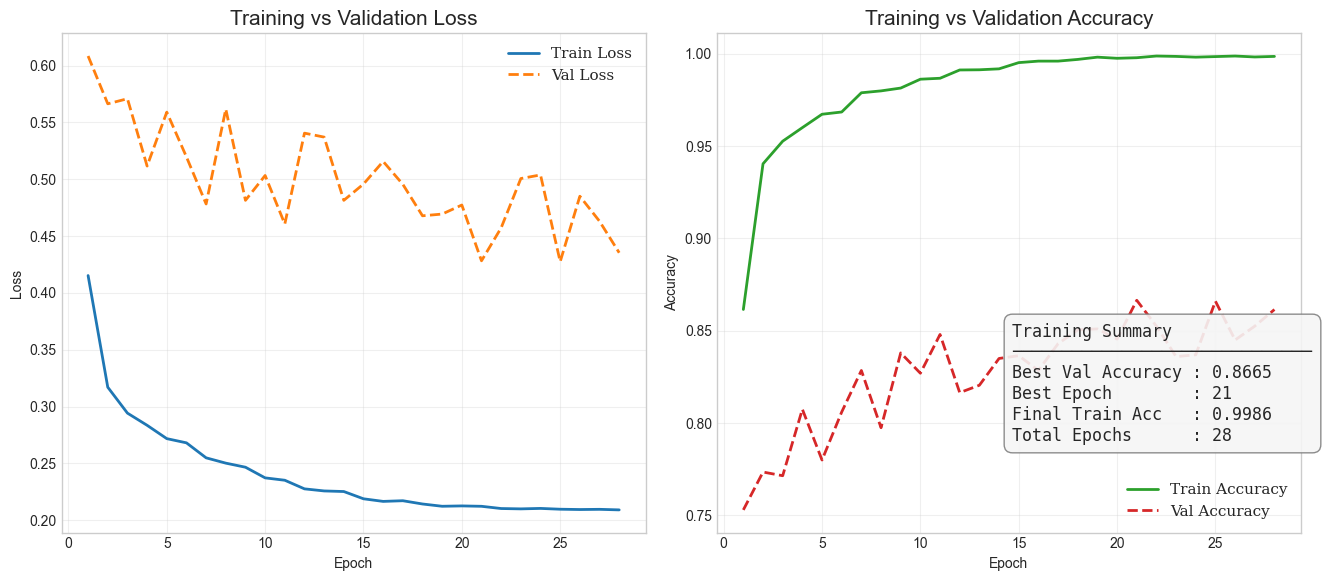 Training vs Validation Loss
Train Loss
Val Loss
0.60
0.55
0.50
0.45
0.40
0.35
0.30
0.25
0.20
Loss
0 5 10 15 20 25
Epoch
Training vs Validation Accuracy
1.00
0.95
0.90
0.85
0.80
0.75
Accuracy
Training Summary
Best Val Accuracy : 0.8665
Best Epoch : 21
Final Train Acc : 0.9986
Total Epochs : 28
Train Accuracy
Val Accuracy
0 5 10 15 20 25
Epoch